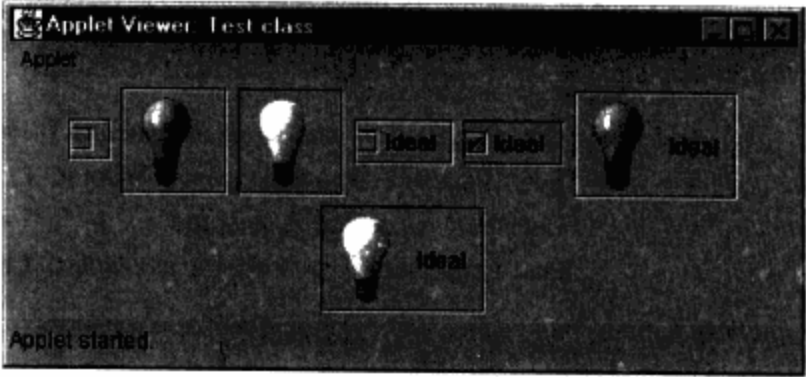 Applet Viewer: Test class
Applet
Ideal
Ideal
Ideal
Ideal
Applet started.